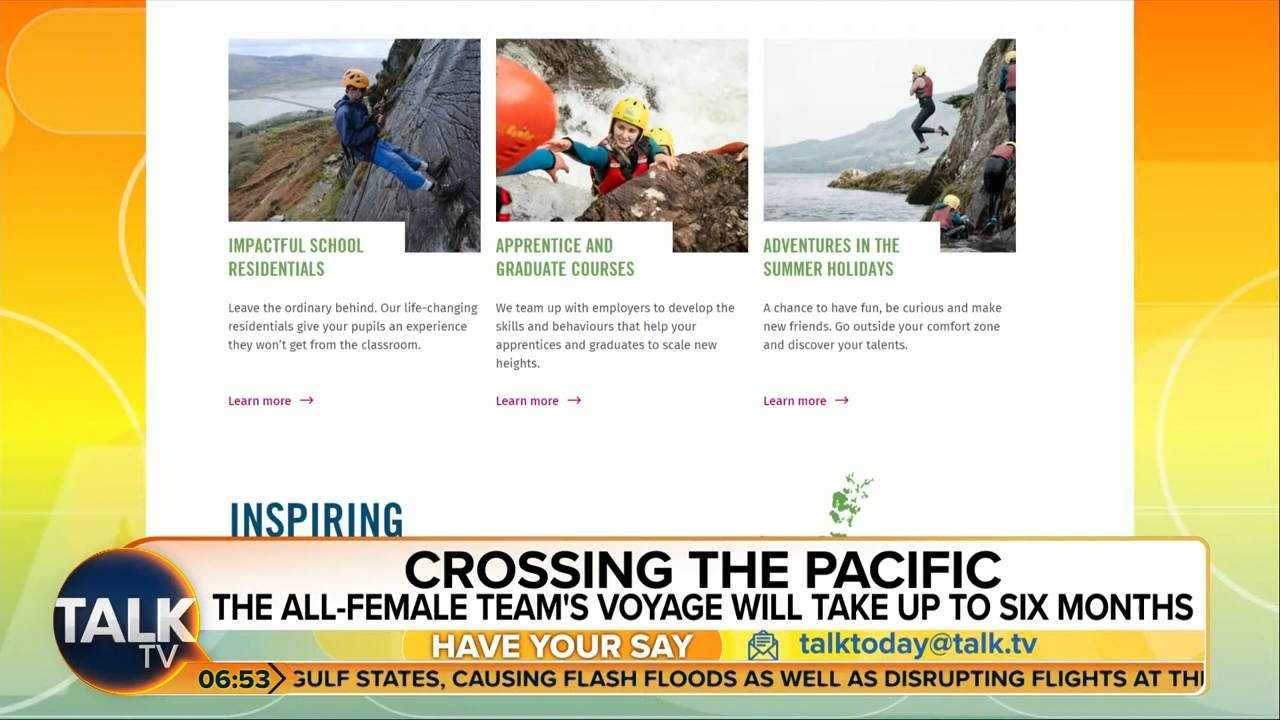 IMPACTFUL SCHOOL
RESIDENTIALS
Leave the ordinary behind. Our life-changing
residentials give your pupils an experience
they won't get from the classroom.
Learn more
APPRENTICE AND
GRADUATE COURSES
We team up with employers to develop the
skills and behaviours that help your
apprentices and graduates to scale new
heights.
Learn more
ADVENTURES IN THE
SUMMER HOLIDAYS
A chance to have fun, be curious and make
new friends. Go outside your comfort zone
and discover your talents.
Learn more
INSPIRING
CROSSING THE PACIFIC
THE ALL-FEMALE TEAM'S VOYAGE WILL TAKE UP TO SIX MONTHS
TALK
TV
HAVE YOUR SAY
talktoday@talk.tv
06:53
GULF STATES, CAUSING FLASH FLOODS AS WELL AS DISRUPTING FLIGHTS AT